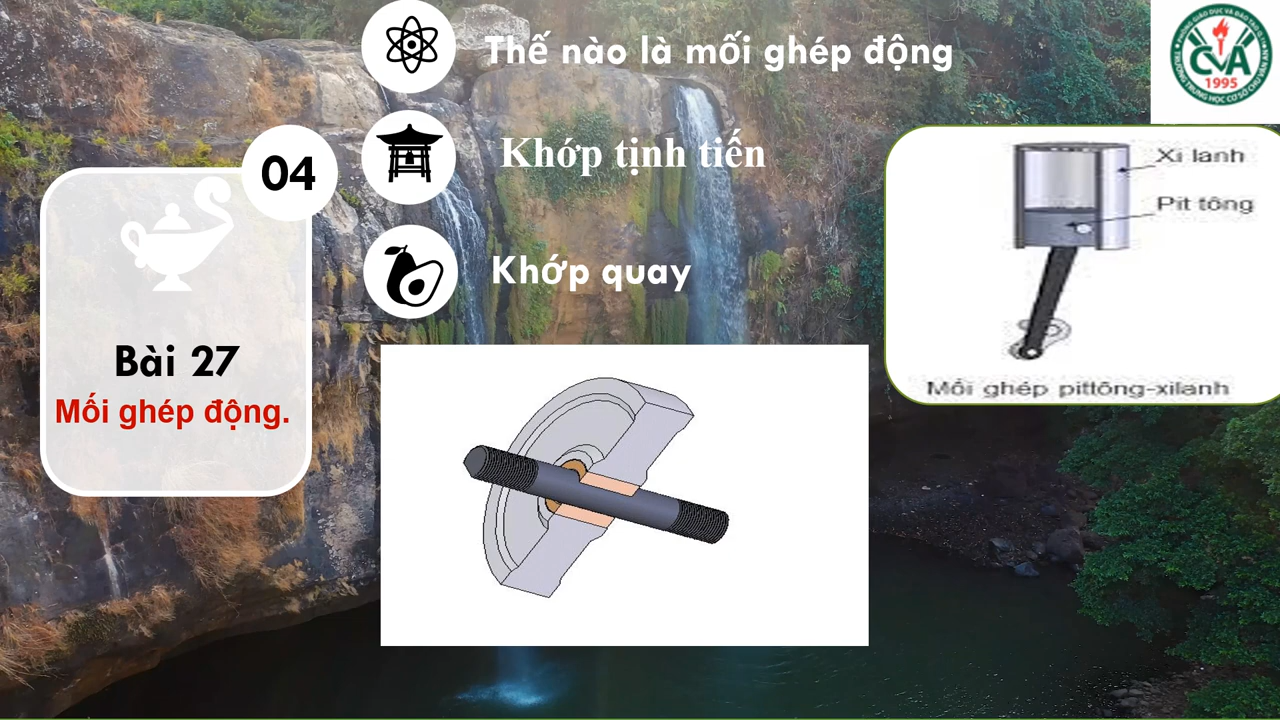 Thế nào là mối ghép động
Khớp tịnh tiến
Khớp quay
04
Bài 27
Mối ghép động.
Xi lanh
Pit tông
Mối ghép pittông-xilanh
CVA
1995